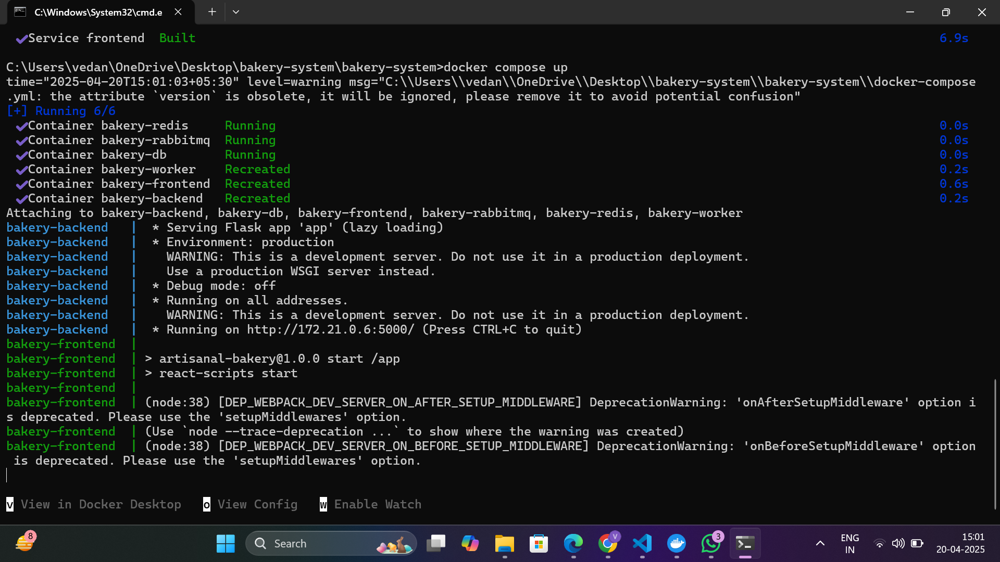 C:\Windows\System32\cmd.e
Service frontend  Built  6.9s
C:\Users\vedan\OneDrive\Desktop\bakery-system\bakery-system>docker compose up
time="2025-04-20T15:01:03+05:30" level=warning msg="C:\\Users\\vedan\\OneDrive\\Desktop\\bakery-system\\bakery-system\\docker-compose
.yml: the attribute `version` is obsolete, it will be ignored, please remove it to avoid potential confusion"
[+] Running 6/6
Container bakery-redis  Running  0.0s
Container bakery-rabbitmq  Running  0.0s
Container bakery-db  Running  0.0s
Container bakery-worker  Recreated  0.2s
Container bakery-frontend  Recreated  0.6s
Container bakery-backend  Recreated  0.2s
Attaching to bakery-backend, bakery-db, bakery-frontend, bakery-rabbitmq, bakery-redis, bakery-worker
bakery-backend   |  * Serving Flask app 'app' (lazy loading)
bakery-backend   |  * Environment: production
bakery-backend   |    WARNING: This is a development server. Do not use it in a production deployment.
bakery-backend   |    Use a production WSGI server instead.
bakery-backend   |  * Debug mode: off
bakery-backend   |  * Running on all addresses.
bakery-backend   |    WARNING: This is a development server. Do not use it in a production deployment.
bakery-backend   |  * Running on http://172.21.0.6:5000/ (Press CTRL+C to quit)
bakery-frontend  |
bakery-frontend  | > artisanal-bakery@1.0.0 start /app
bakery-frontend  | > react-scripts start
bakery-frontend  |
bakery-frontend  | (node:38) [DEP_WEBPACK_DEV_SERVER_ON_AFTER_SETUP_MIDDLEWARE] DeprecationWarning: 'onAfterSetupMiddleware' option i
s deprecated. Please use the 'setupMiddlewares' option.
bakery-frontend  | (Use `node --trace-deprecation ...` to show where the warning was created)
bakery-frontend  | (node:38) [DEP_WEBPACK_DEV_SERVER_ON_BEFORE_SETUP_MIDDLEWARE] DeprecationWarning: 'onBeforeSetupMiddleware' option
 is deprecated. Please use the 'setupMiddlewares' option.
v View in Docker Desktop   o View Config   w Enable Watch
8
Search
V
3
ENG
IN
15:01
20-04-2025